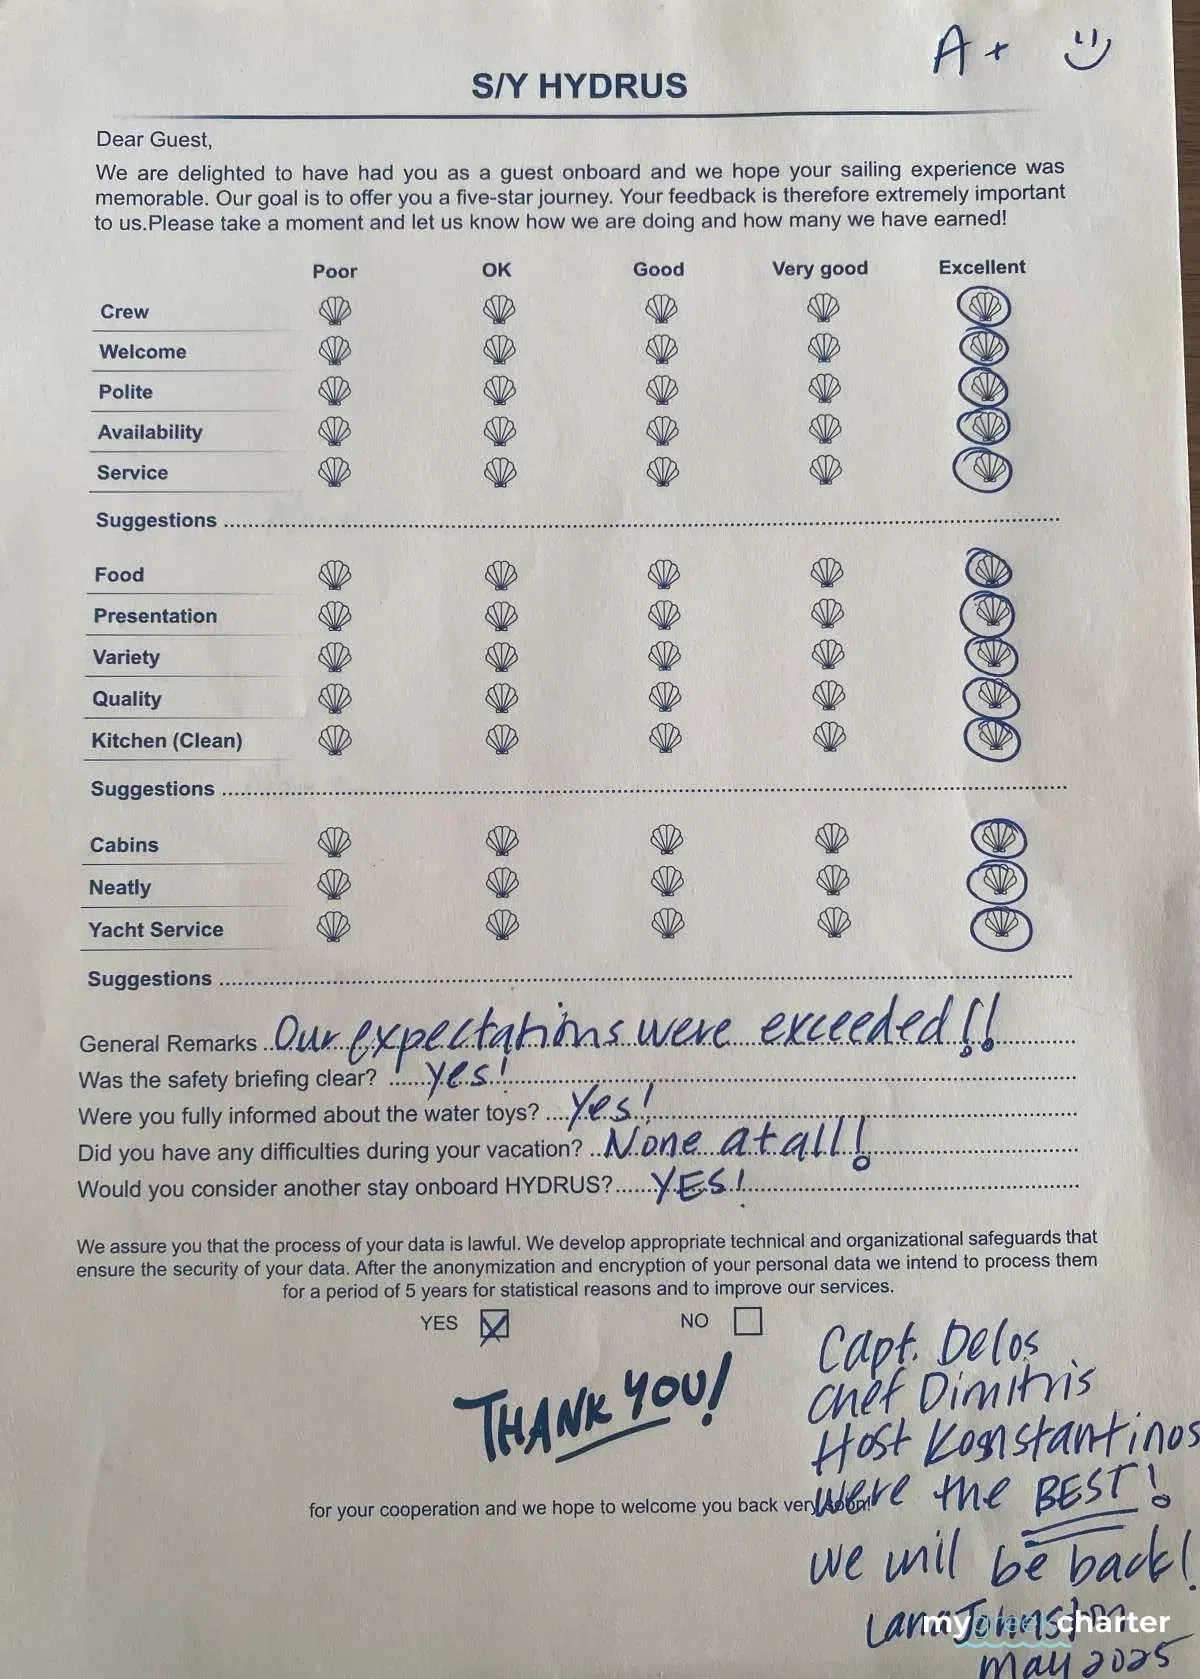 A+
S/Y HYDRUS
Dear Guest,
We are delighted to have had you as a guest onboard and we hope your sailing experience was
memorable. Our goal is to offer you a five-star journey. Your feedback is therefore extremely important
to us.Please take a moment and let us know how we are doing and how many we have earned!
Poor OK Good Very good Excellent
Crew
Welcome
Polite
Availability
Service
Suggestions
Food
Presentation
Variety
Quality
Kitchen (Clean)
Suggestions
Cabins
Neatly
Yacht Service
Suggestions
General Remarks Our expectations were exceeded!!
Was the safety briefing clear? yes!
Were you fully informed about the water toys? Yes!
Did you have any difficulties during your vacation? None at all!
Would you consider another stay onboard HYDRUS? YES!
We assure you that the process of your data is lawful. We develop appropriate technical and organizational safeguards that
ensure the security of your data. After the anonymization and encryption of your personal data we intend to process them
for a period of 5 years for statistical reasons and to improve our services.
YES NO
THANK YOU!
for your cooperation and we hope to welcome you back very soon!
Capt. Delos
Chef Dimitris
Host Konstantinos
were the BEST!
we will be back!
Lana Johnston
May 2025
mygreekcharter